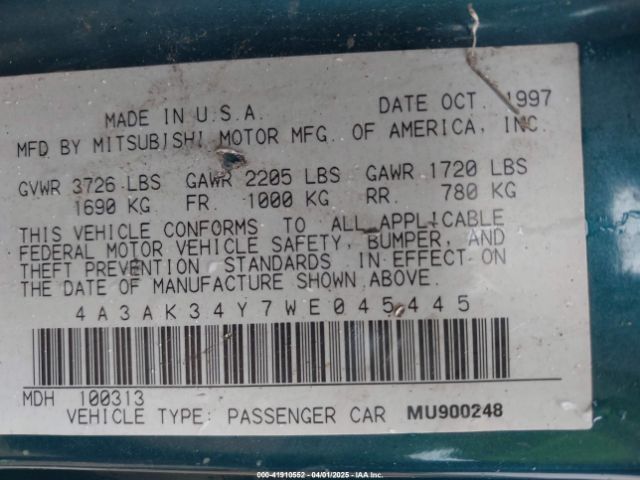 MADE IN U.S.A. DATE OCT. 1997
MFD BY MITSUBISHI MOTOR MFG. OF AMERICA, INC.
GVWR 3726 LBS GAWR 2205 LBS GAWR 1720 LBS
1690 KG FR. 1000 KG RR. 780 KG
THIS VEHICLE CONFORMS TO ALL APPLICABLE
FEDERAL MOTOR VEHICLE SAFETY, BUMPER, AND
THEFT PREVENTION STANDARDS IN EFFECT ON
THE DATE OF MANUFACTURE SHOWN ABOVE.
4A3AK34Y7WE045445
MDH 100313
VEHICLE TYPE: PASSENGER CAR MU900248
000-41910552 - 04/01/2025 - IAA Inc.